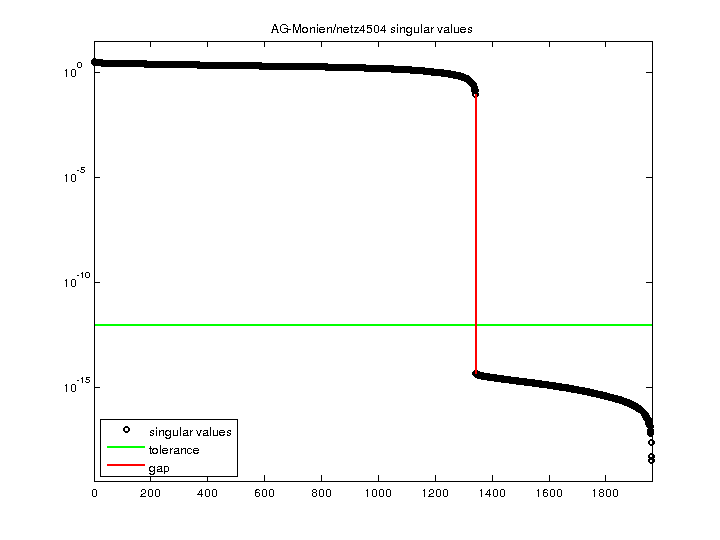 AG-Monien/netz4504 singular values
10^0
10^-5
10^-10
10^-15
singular values
tolerance
gap
0 200 400 600 800 1000 1200 1400 1600 1800